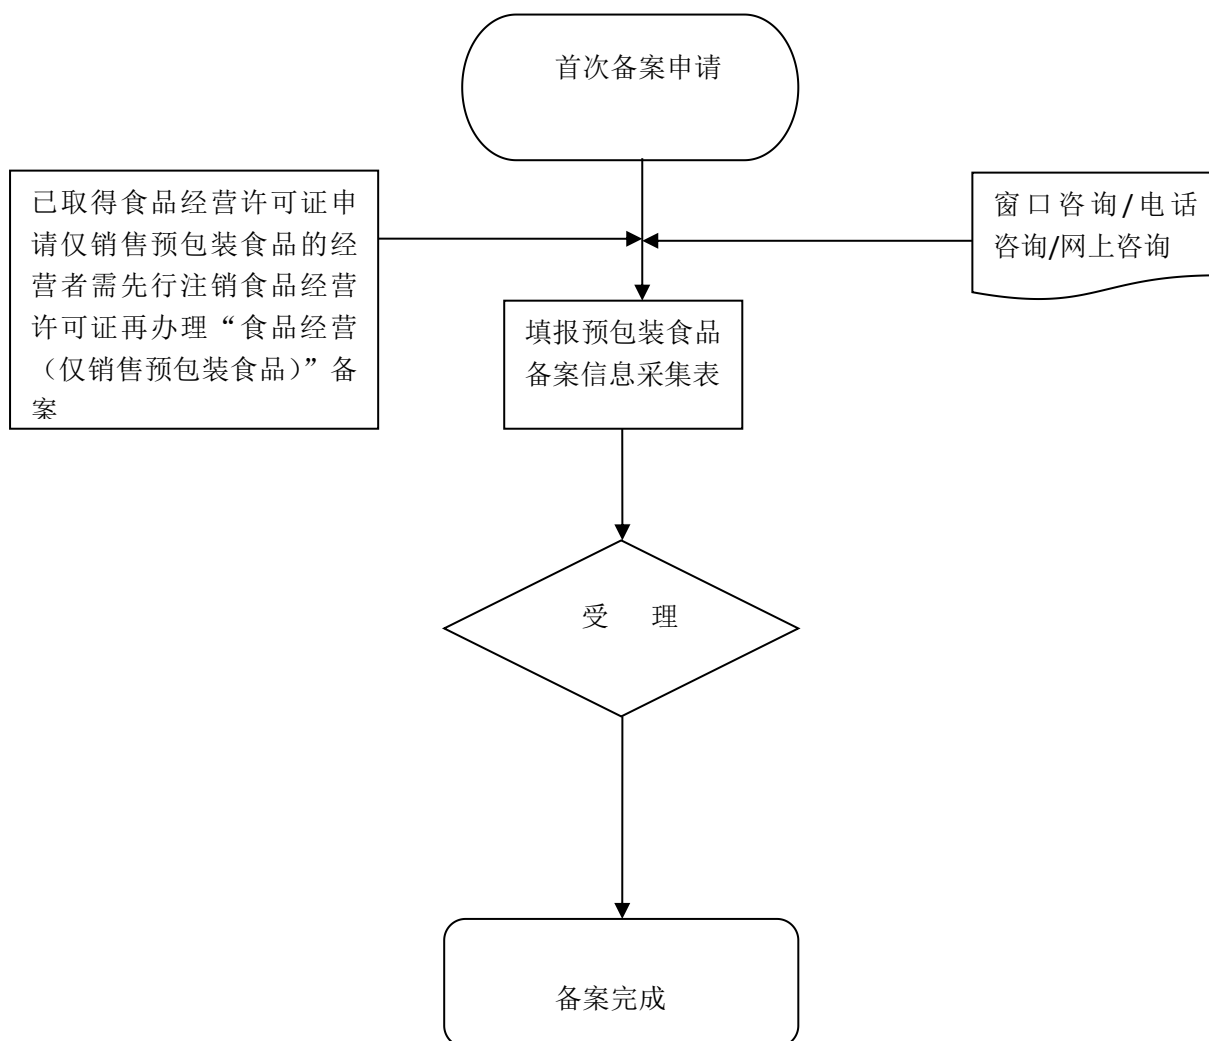 首次备案申请
已取得食品经营许可证申
请仅销售预包装食品的经
营者需先行注销食品经营
许可证再办理“食品经营
（仅销售预包装食品）”备
案
窗口咨询/电话
咨询/网上咨询
填报预包装食品
备案信息采集表
受 理
备案完成